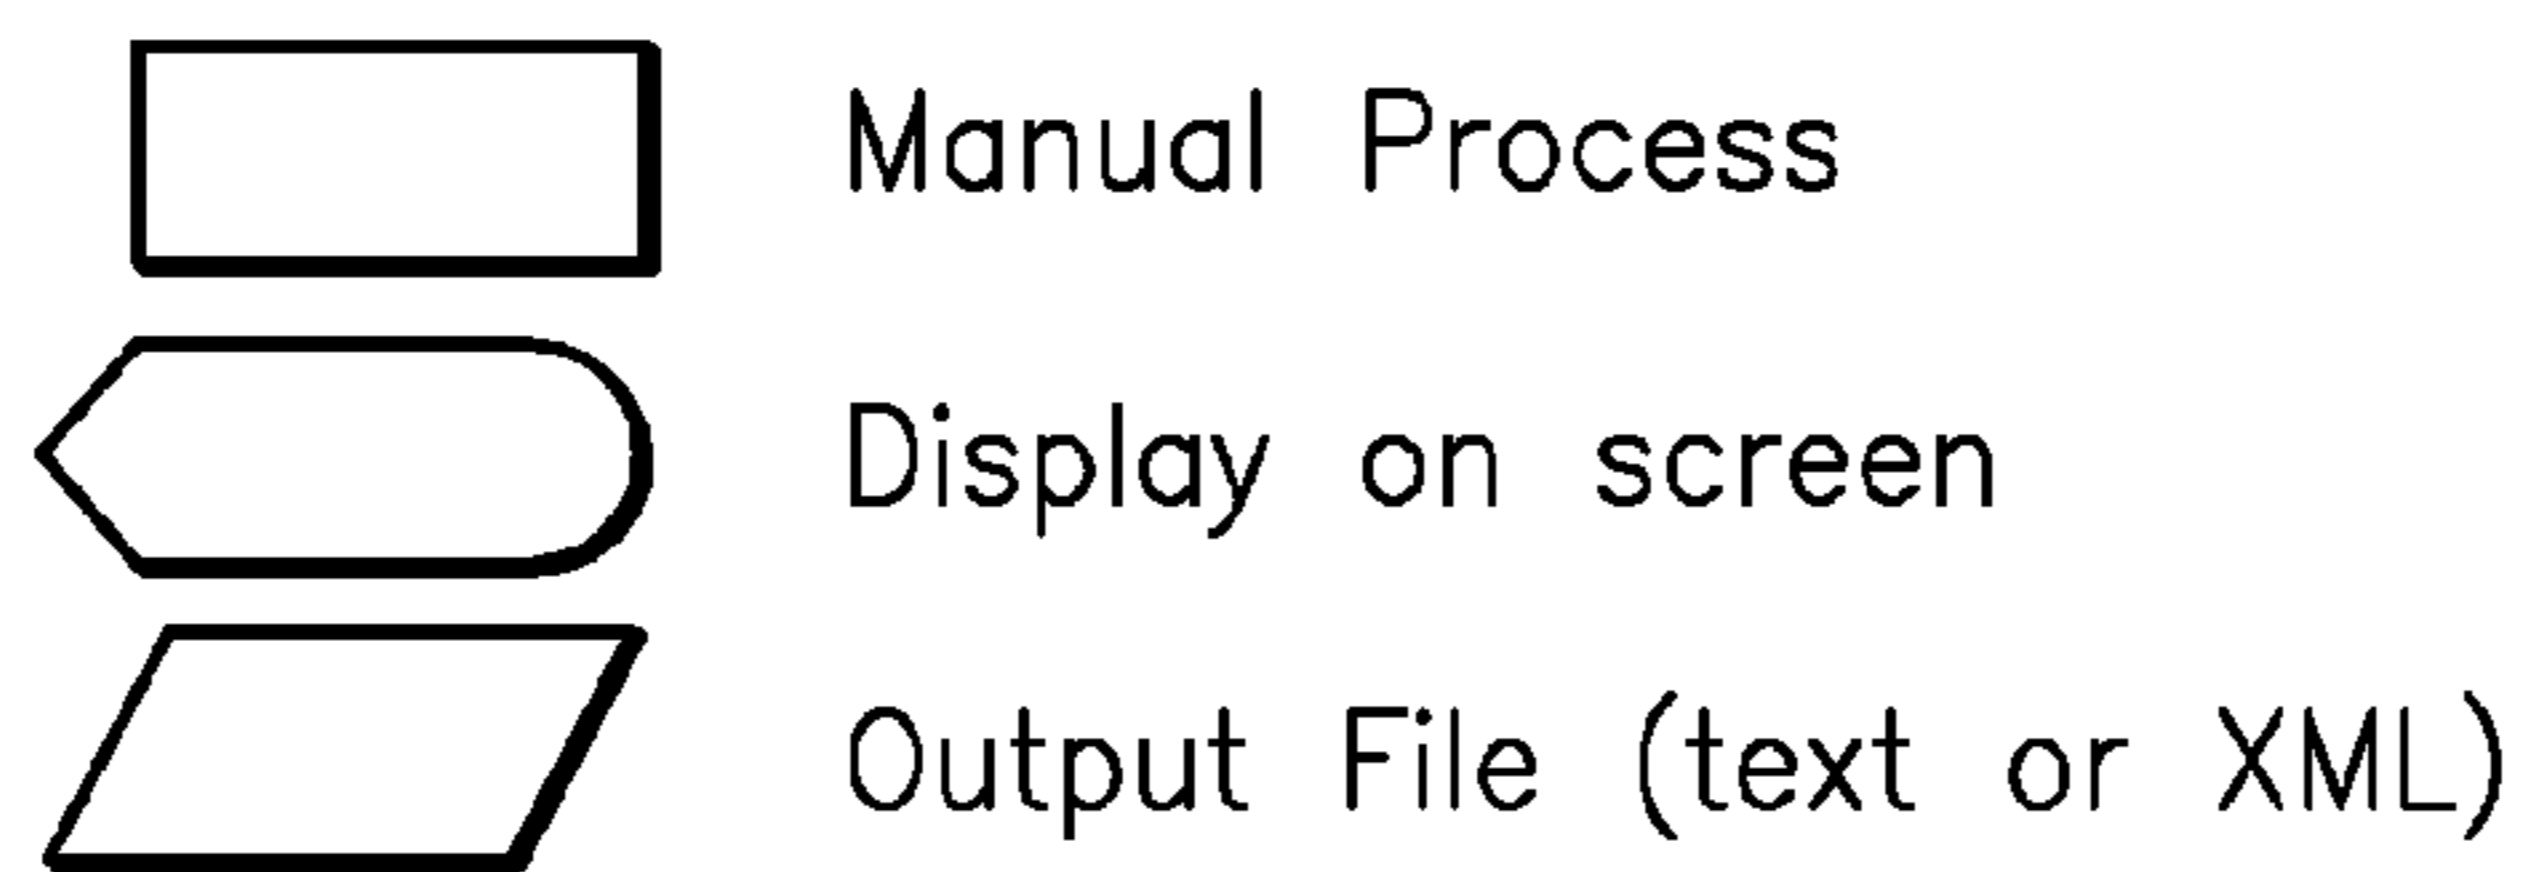 Manual Process
Display on screen
Output File (text or XML)